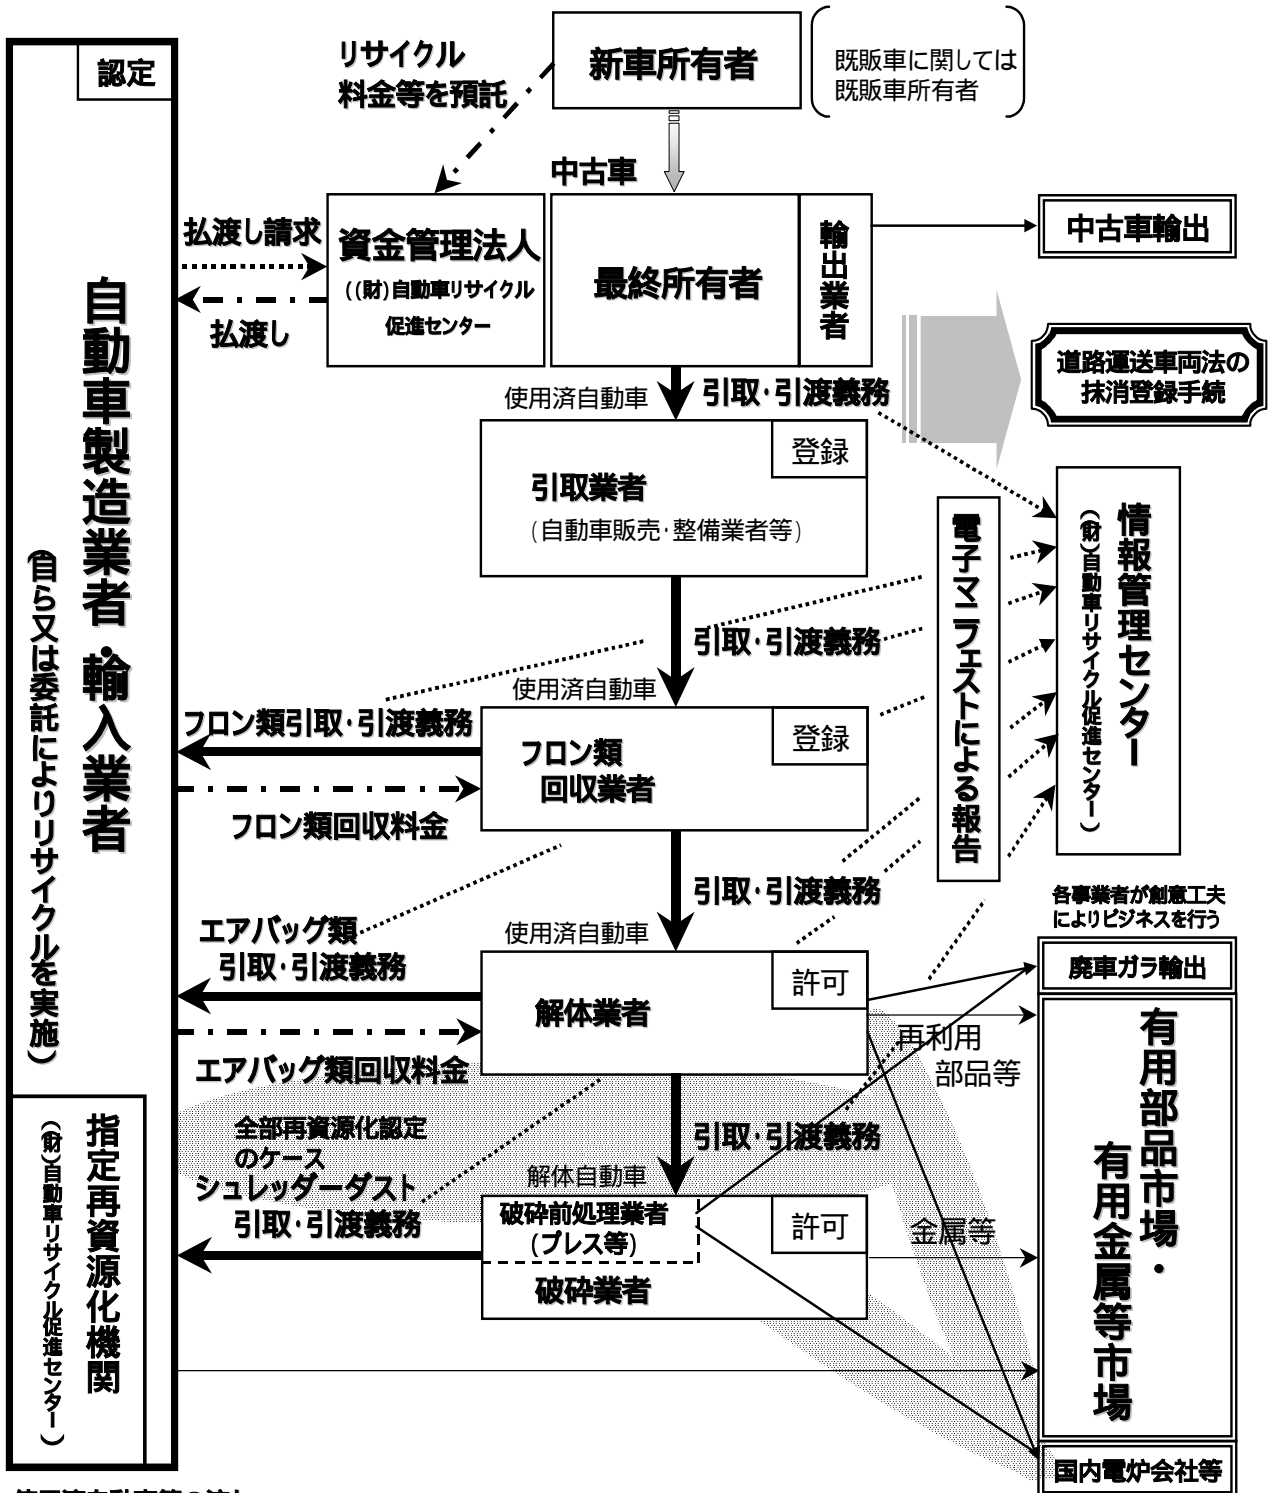 新車所有者
既販車に関しては
既販車所有者
リサイクル
料金等を預託
認定
中古車
払渡し請求
払渡し
資金管理法人
((財)自動車リサイクル
促進センター
最終所有者
輸出業者
中古車輸出
道路運送車両法の
抹消登録手続
自動車製造業者・輸入業者
(自ら又は委託によりリサイクルを実施)
使用済自動車
引取・引渡義務
登録
引取業者
(自動車販売・整備業者等)
電子マニフェストによる報告
情報管理センター
((財)自動車リサイクル促進センター)
引取・引渡義務
使用済自動車
フロン類引取・引渡義務
登録
フロン類
回収業者
フロン類回収料金
引取・引渡義務
各事業者が創意工夫
によりビジネスを行う
エアバッグ類
引取・引渡義務
使用済自動車
許可
解体業者
廃車ガラ輸出
再利用
部品等
エアバッグ類回収料金
有用部品市場・
有用金属等市場
指定再資源化機関
((財)自動車リサイクル促進センター)
全部再資源化認定
のケース
引取・引渡義務
シュレッダーダスト
引取・引渡義務
解体自動車
破砕前処理業者
(プレス等)
許可
破砕業者
金属等
国内電炉会社等